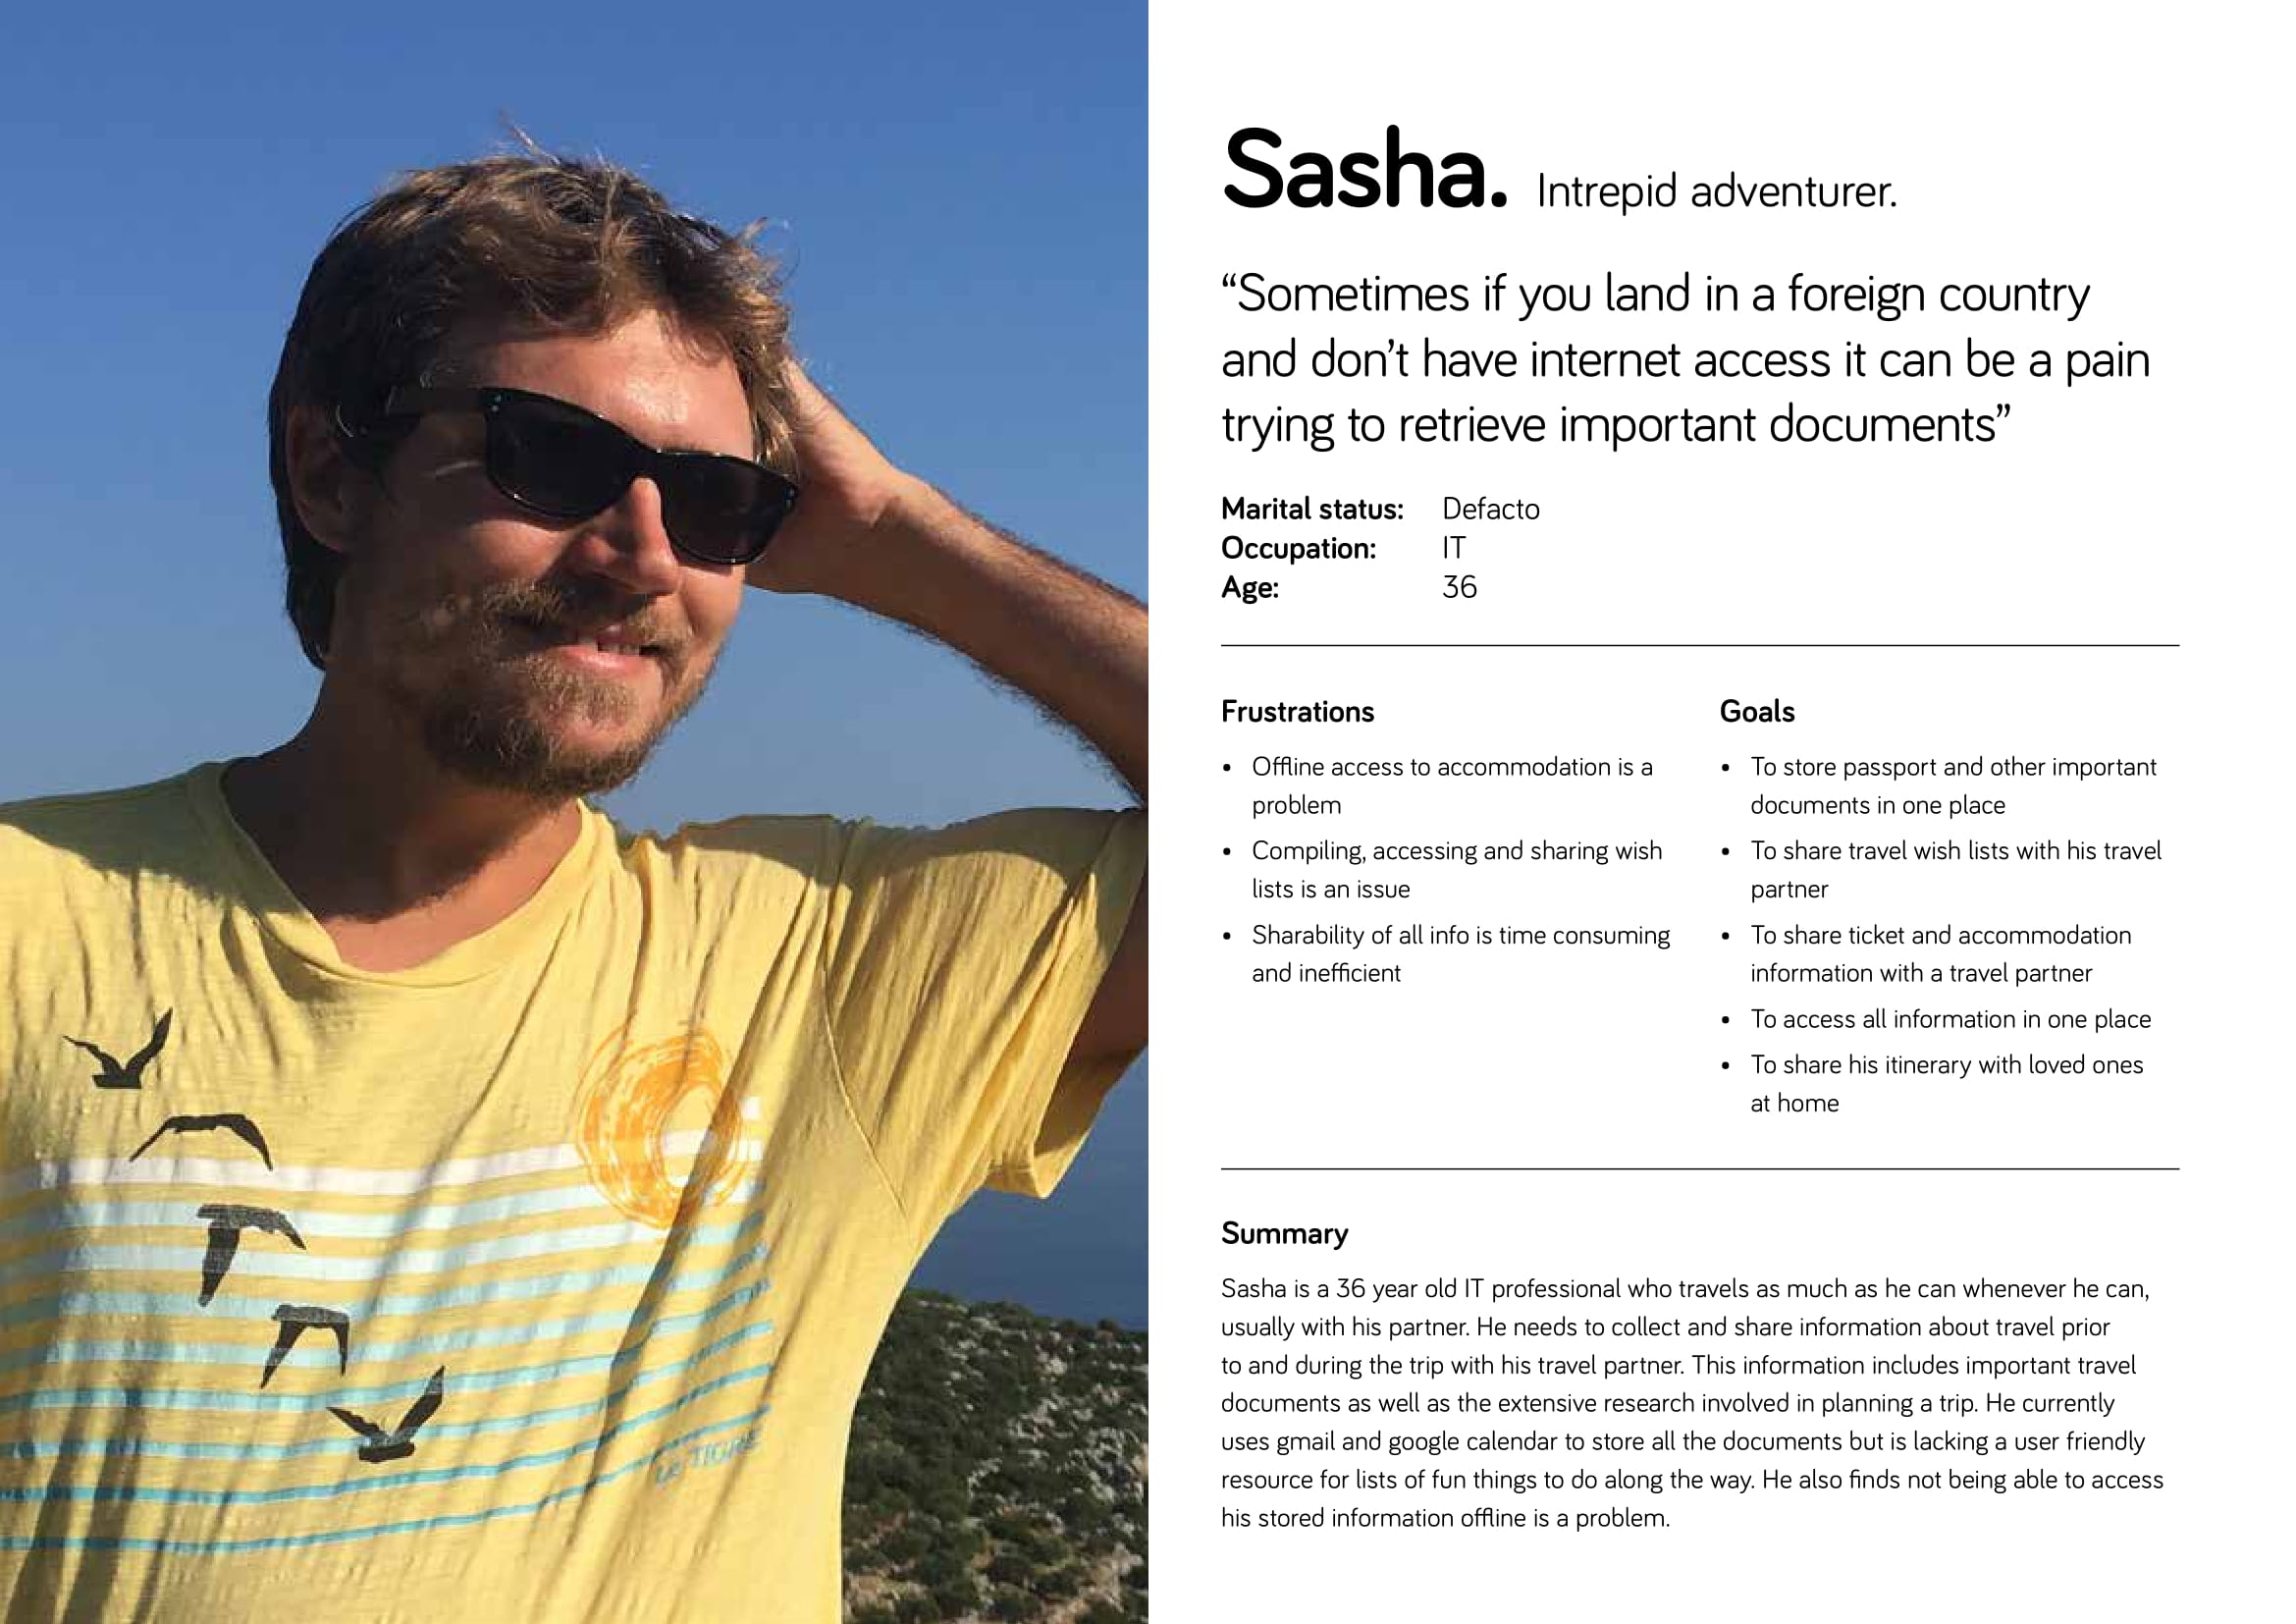 Sasha. Intrepid adventurer.
“Sometimes if you land in a foreign country
and don’t have internet access it can be a pain
trying to retrieve important documents”
Marital status: Defacto
Occupation: IT
Age: 36
Frustrations
• Offline access to accommodation is a
problem
• Compiling, accessing and sharing wish
lists is an issue
• Sharability of all info is time consuming
and inefficient
Goals
• To store passport and other important
documents in one place
• To share travel wish lists with his travel
partner
• To share ticket and accommodation
information with a travel partner
• To access all information in one place
• To share his itinerary with loved ones
at home
Summary
Sasha is a 36 year old IT professional who travels as much as he can whenever he can,
usually with his partner. He needs to collect and share information about travel prior
to and during the trip with his travel partner. This information includes important travel
documents as well as the extensive research involved in planning a trip. He currently
uses gmail and google calendar to store all the documents but is lacking a user friendly
resource for lists of fun things to do along the way. He also finds not being able to access
his stored information offline is a problem.
Le TIGRE